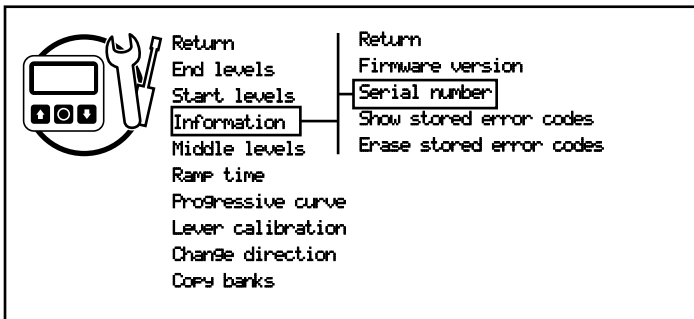 Return
End levels
Start levels
Information
Middle levels
Ramp time
Progressive curve
Lever calibration
Change direction
Copy banks
Return
Firmware version
Serial number
Show stored error codes
Erase stored error codes